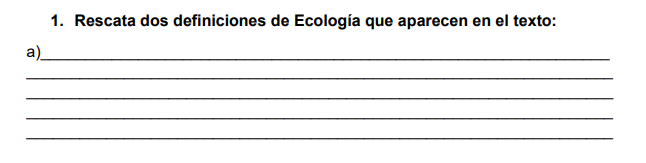 1. Rescata dos definiciones de Ecología que aparecen en el texto:
a)